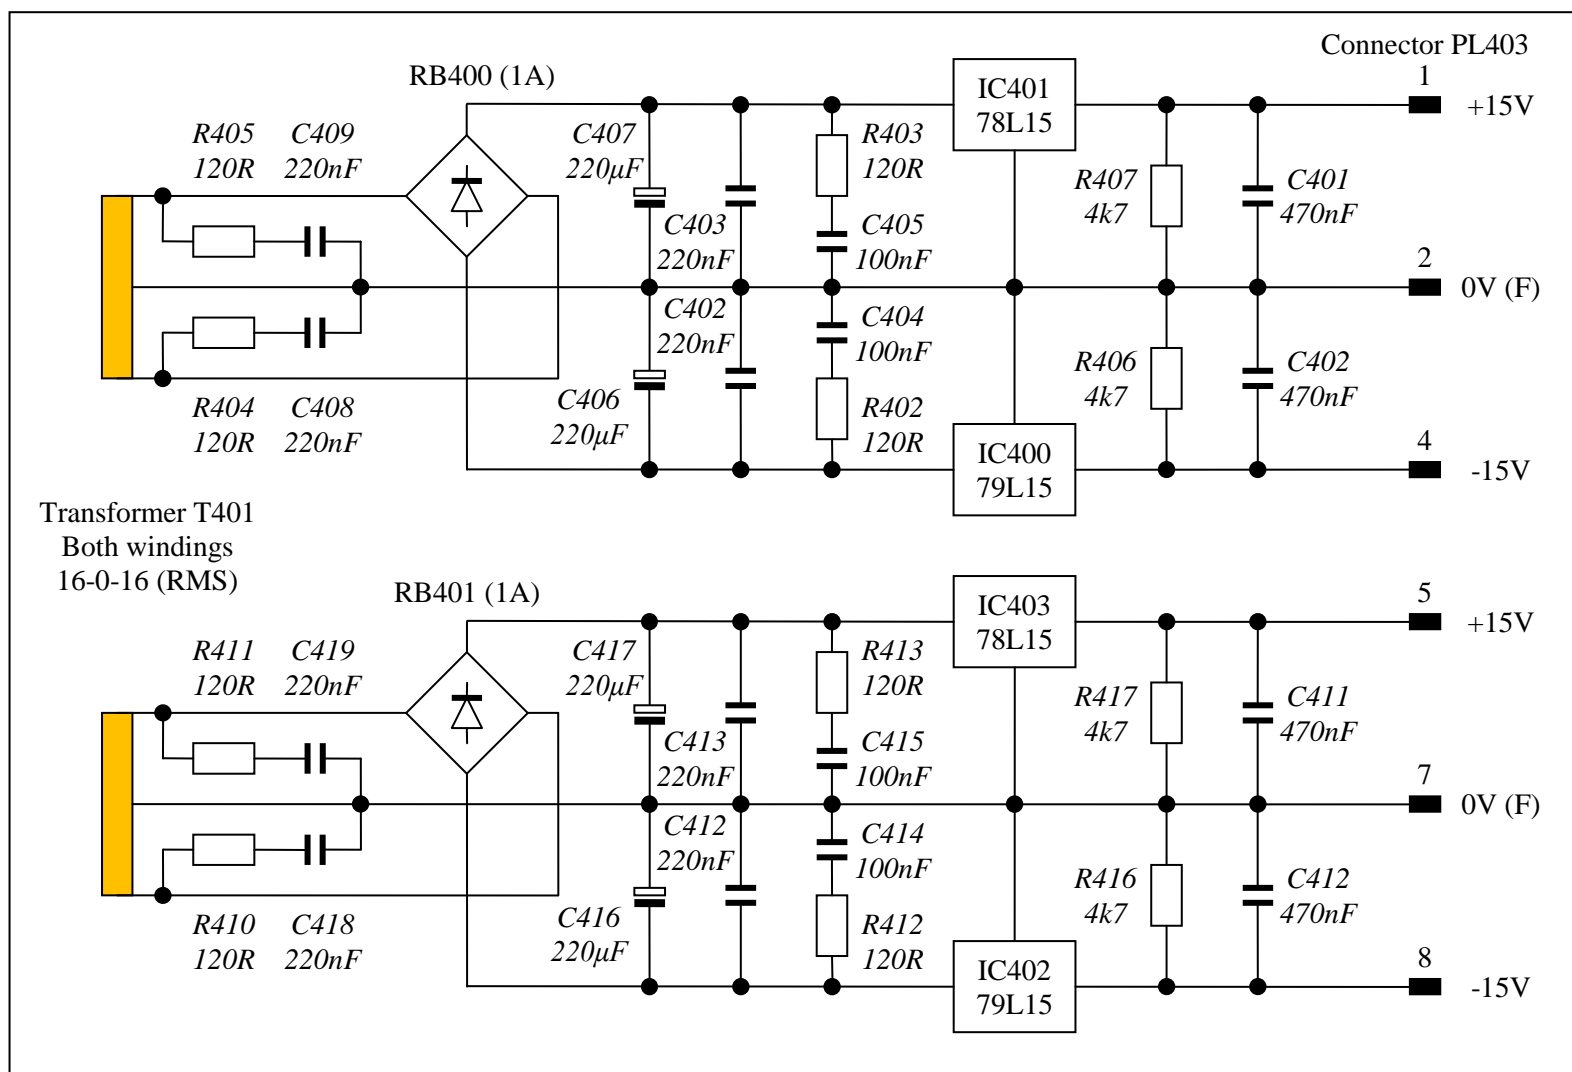 Connector PL403
RB400 (1A)
1
IC401
78L15
+15V
R405
120R
C409
220nF
C407
220µF
R403
120R
R407
4k7
C401
470nF
C403
220nF
C405
100nF
2
0V (F)
C402
220nF
C404
100nF
R404
120R
C408
220nF
C406
220µF
R402
120R
R406
4k7
C402
470nF
4
IC400
79L15
-15V
Transformer T401
Both windings
16-0-16 (RMS)
RB401 (1A)
5
IC403
78L15
+15V
R411
120R
C419
220nF
C417
220µF
R413
120R
R417
4k7
C411
470nF
C413
220nF
C415
100nF
7
0V (F)
C412
220nF
C414
100nF
R410
120R
C418
220nF
C416
220µF
R412
120R
R416
4k7
C412
470nF
8
IC402
79L15
-15V